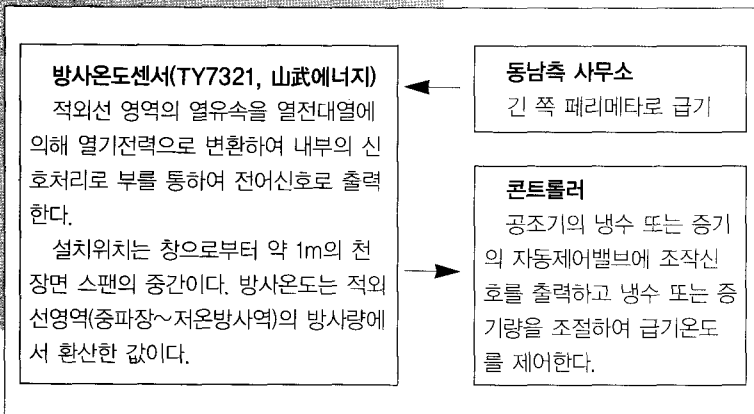 방사온도센서(TY7321, 山武에너지)
적외선 영역의 열유속을 열전대열에
의해 열기전력으로 변환하여 내부의 신
호처리로 부를 통하여 전어신호로 출력
한다.
설치위치는 창으로부터 약 1m의 천
장면 스팬의 중간이다. 방사온도는 적외
선영역(중파장~저온방사역)의 방사량에
서 환산한 값이다.
동남측 사무소
긴 쪽 페리메타로 급기
콘트롤러
공조기의 냉수 또는 증기
의 자동제어밸브에 조작신
호를 출력하고 냉수 또는 증
기량을 조절하여 급기온도
를 제어한다.